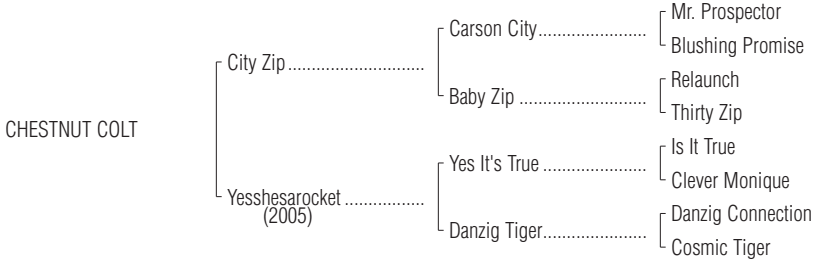 Mr. Prospector
Carson City.......................
Blushing Promise
City Zip.............................
Relaunch
Baby Zip ...........................
Thirty Zip
CHESTNUT COLT
Is It True
Yes It's True ......................
Clever Monique
Yesshesarocket .................
(2005)
Danzig Connection
Danzig Tiger......................
Cosmic Tiger